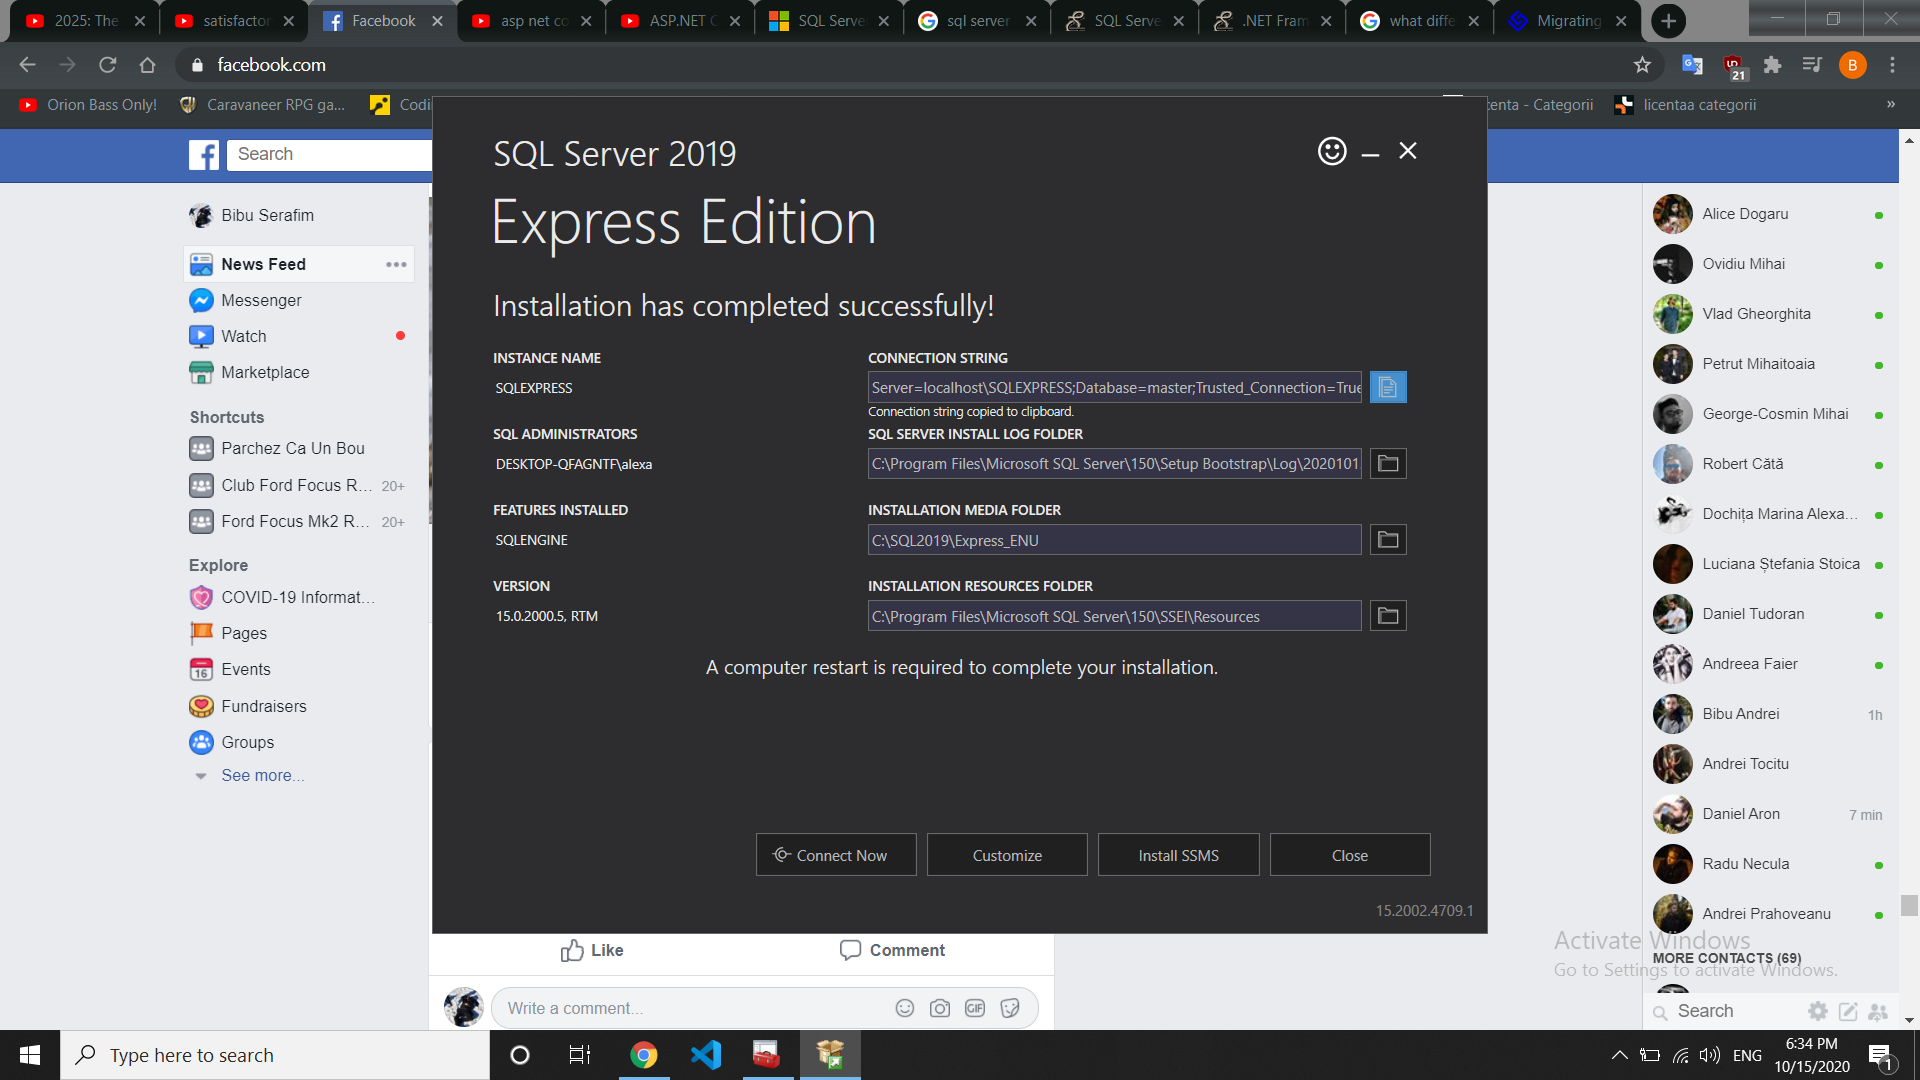 2025: The
satisfactor
Facebook
asp net co
ASP.NET C
SQL Serve
sql server
SQL Serve
.NET Fram
what diffe
Migrating
facebook.com
21
B
Orion Bass Only!
Caravaneer RPG ga...
Codi
centa - Categorii
licentaa categorii
»
Search
Bibu Serafim
News Feed
Messenger
Watch
Marketplace
Shortcuts
Parchez Ca Un Bou
Club Ford Focus R... 20+
Ford Focus Mk2 R... 20+
Explore
COVID-19 Informat...
Pages
16 Events
Fundraisers
Groups
See more...
SQL Server 2019
Express Edition
Installation has completed successfully!
INSTANCE NAME
SQLEXPRESS
CONNECTION STRING
Server=localhost\SQLEXPRESS;Database=master;Trusted_Connection=True
Connection string copied to clipboard.
SQL ADMINISTRATORS
DESKTOP-QFAGNTF\alexa
SQL SERVER INSTALL LOG FOLDER
C:\Program Files\Microsoft SQL Server\150\Setup Bootstrap\Log\2020101
FEATURES INSTALLED
SQLENGINE
INSTALLATION MEDIA FOLDER
C:\SQL2019\Express_ENU
VERSION
15.0.2000.5, RTM
INSTALLATION RESOURCES FOLDER
C:\Program Files\Microsoft SQL Server\150\SSEI\Resources
A computer restart is required to complete your installation.
Connect Now
Customize
Install SSMS
Close
15.2002.4709.1
Like
Comment
Write a comment...
GIF
Alice Dogaru
Ovidiu Mihai
Vlad Gheorghita
Petrut Mihaitoaia
George-Cosmin Mihai
Robert Cătă
Dochița Marina Alexa...
Luciana Ștefania Stoica
Daniel Tudoran
Andreea Faier
Bibu Andrei 1h
Andrei Tocitu
Daniel Aron 7 min
Radu Necula
Andrei Prahoveanu
Activate Windows
MORE CONTACTS (69)
Go to Settings to activate Windows.
Search
Type here to search
ENG
6:34 PM
10/15/2020
1